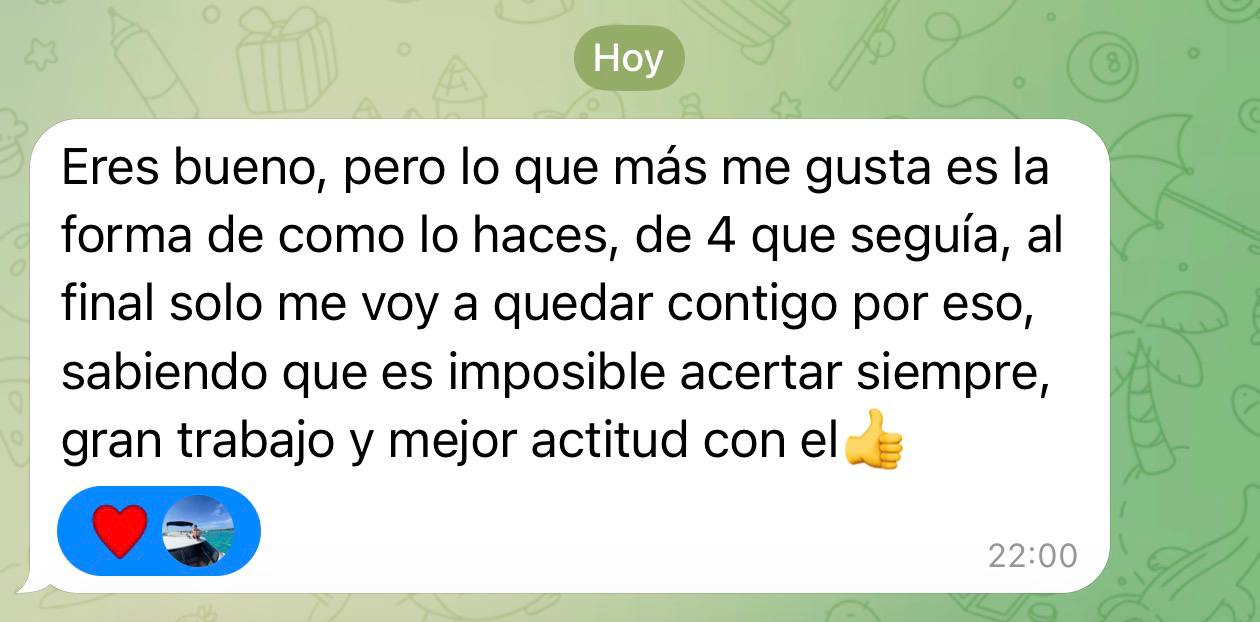 Hoy
Eres bueno, pero lo que más me gusta es la
forma de como lo haces, de 4 que seguía, al
final solo me voy a quedar contigo por eso,
sabiendo que es imposible acertar siempre,
gran trabajo y mejor actitud con el👍
❤️
22:00